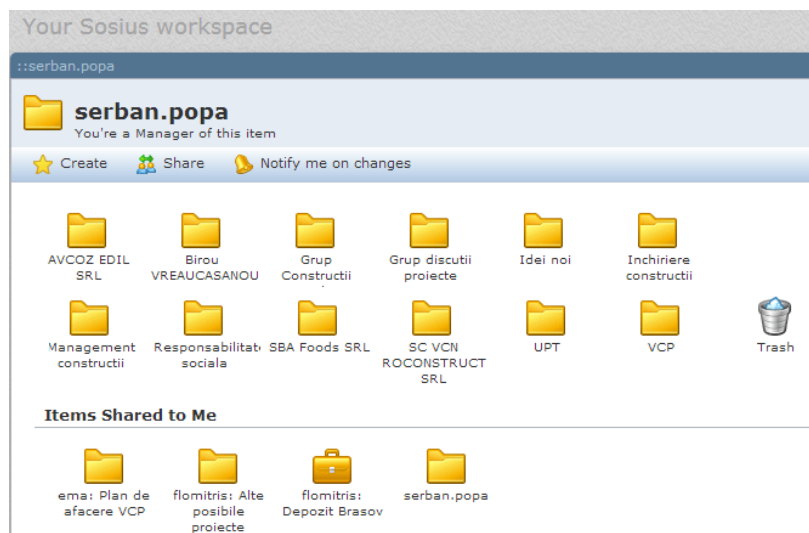 Your Sosius workspace
::serban.popa
serban.popa
You're a Manager of this item
Create Share Notify me on changes
AVCOZ EDIL Birou Grup Grup discutii Idei noi Inchiriere
SRL VREAUCASANOU Constructii proiecte constructii
Management Responsabilitate SBA Foods SRL SC VCN UPT VCP Trash
constructii sociala ROCONSTRUCT
SRL
Items Shared to Me
ema: Plan de flomitris: Alte flomitris: serban.popa
afacere VCP posibile Depozit Brasov
proiecte